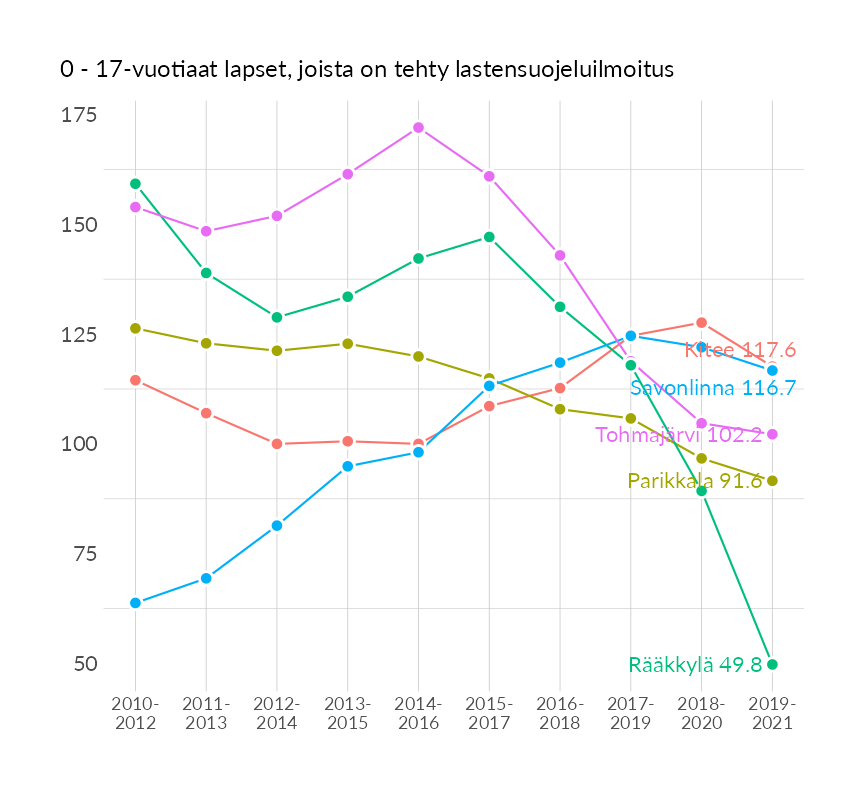 0 - 17-vuotiaat lapset, joista on tehty lastensuojeluilmoitus
175
150
125
100
75
50
Kitee 117.6
Savonlinna 116.7
Tohmajärvi 102.2
Parikkala 91.6
Rääkkylä 49.8
2010- 2011- 2012- 2013- 2014- 2015- 2016- 2017- 2018- 2019-
2012 2013 2014 2015 2016 2017 2018 2019 2020 2021